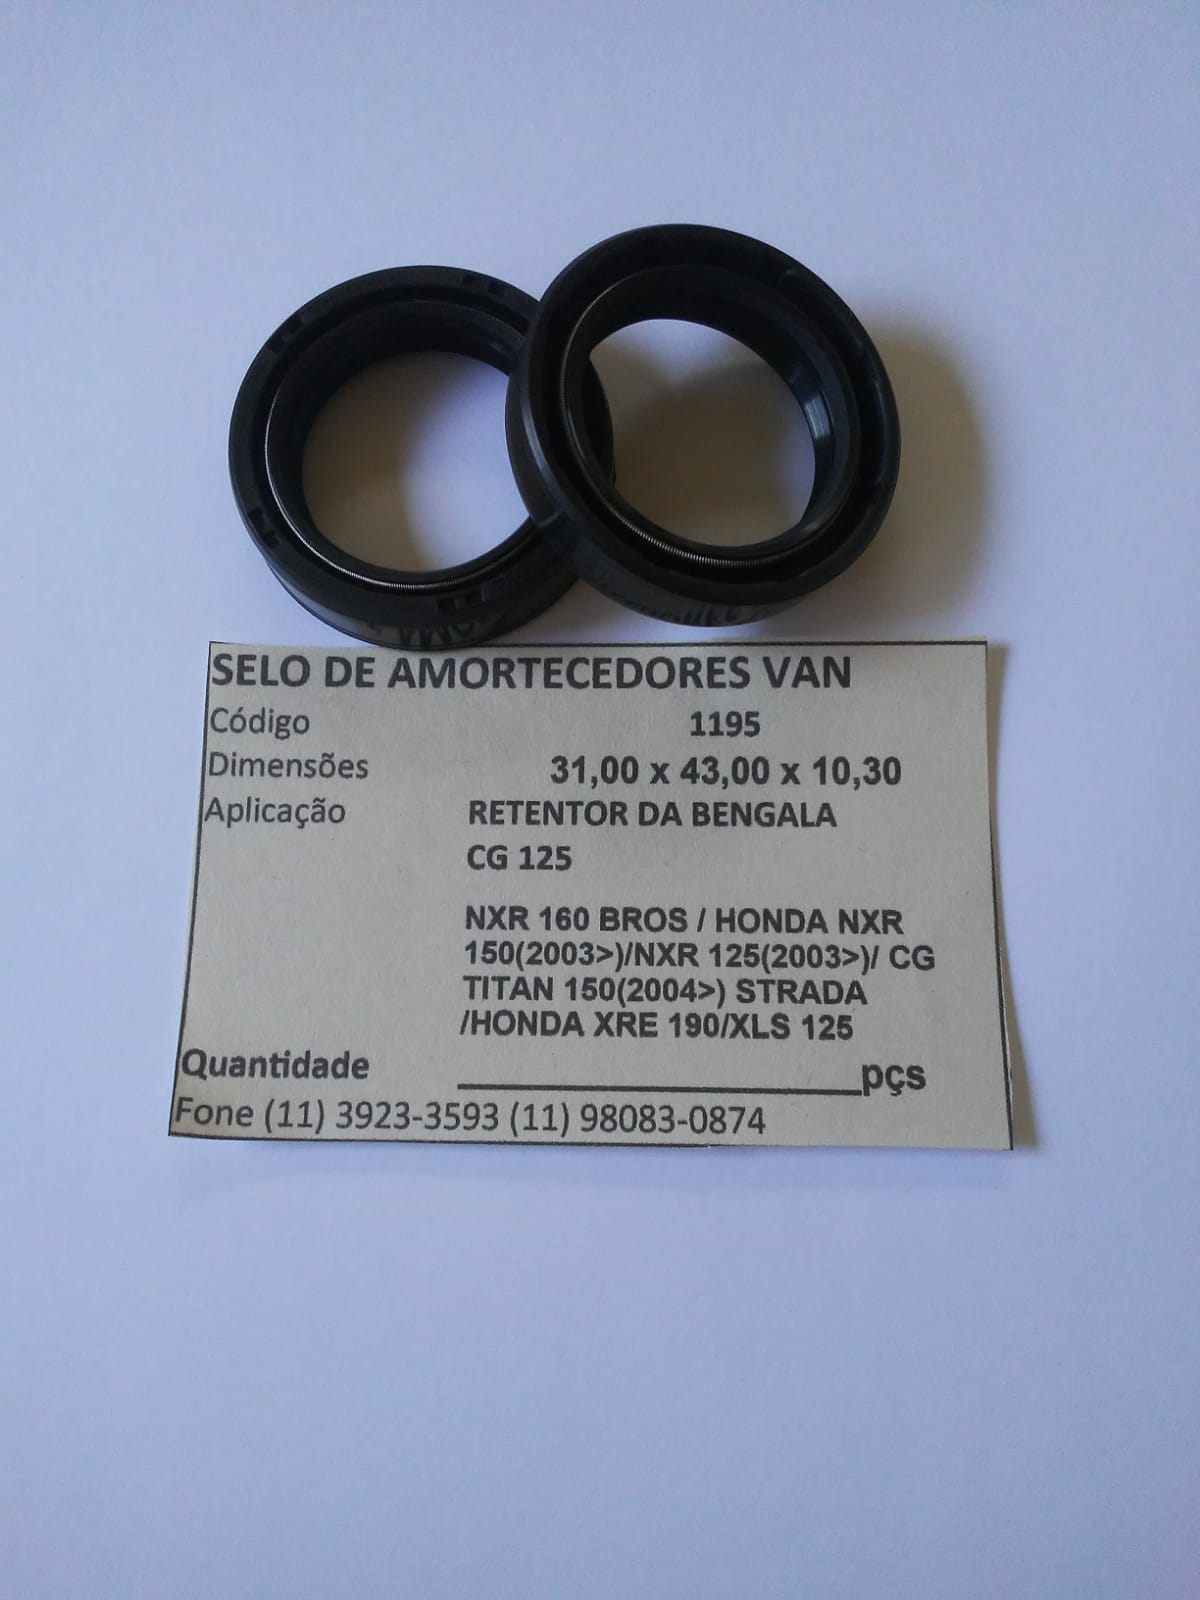 SELO DE AMORTECEDORES VAN
Código 1195
Dimensões 31,00 x 43,00 x 10,30
Aplicação RETENTOR DA BENGALA
CG 125
NXR 160 BROS / HONDA NXR
150(2003>)/NXR 125(2003>)/ CG
TITAN 150(2004>) STRADA
/HONDA XRE 190/XLS 125
Quantidade ____________________pçs
Fone (11) 3923-3593 (11) 98083-0874